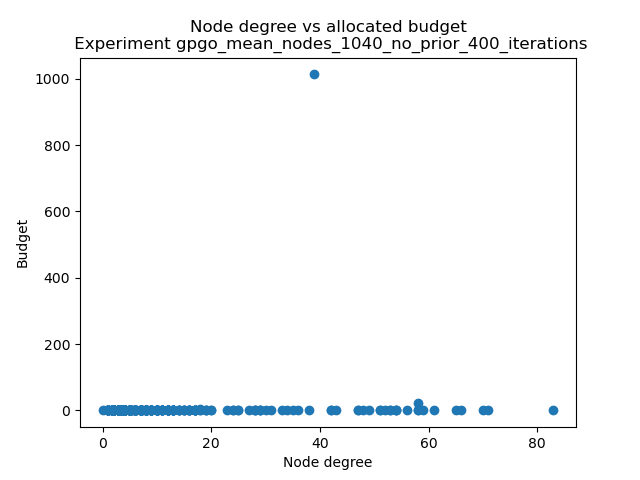 Node degree vs allocated budget
Experiment gpgo_mean_nodes_1040_no_prior_400_iterations
1000
800
600
400
200
0
Budget
0 20 40 60 80
Node degree